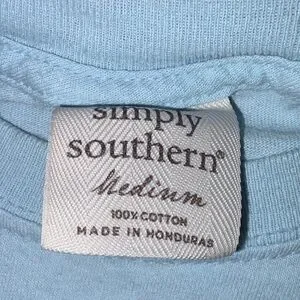 simply
southern®
Medium
100% COTTON
MADE IN HONDURAS